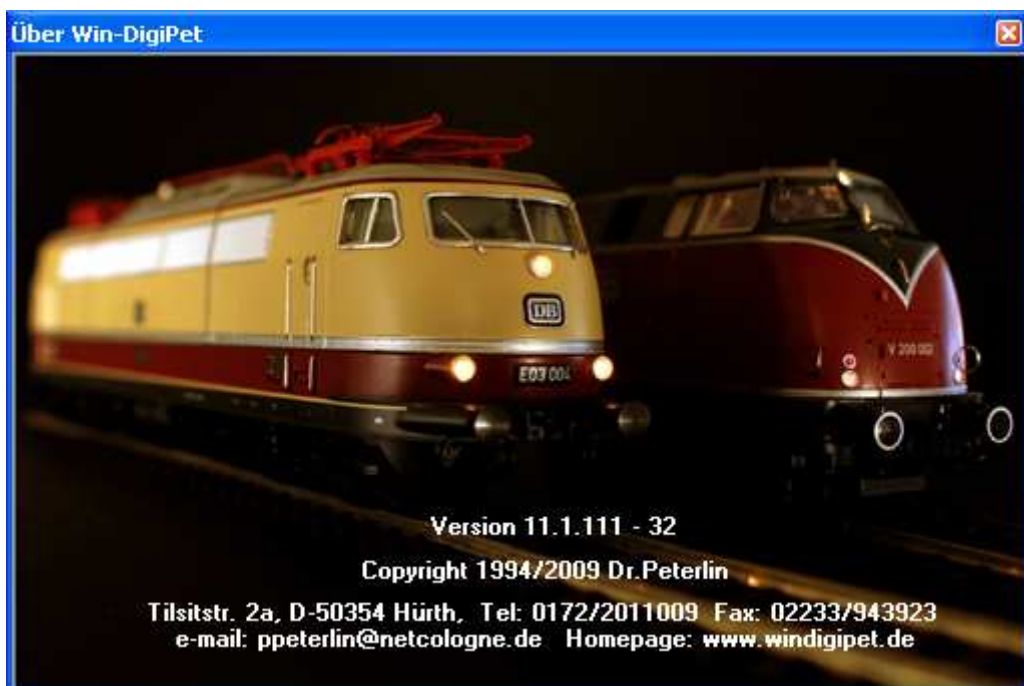 Über Win-DigiPet
DB
E03 004
V 200 002
Version 11.1.111 - 32
Copyright 1994/2009 Dr.Peterlin
Tilsitstr. 2a, D-50354 Hürth, Tel: 0172/2011009 Fax: 02233/943923
e-mail: ppeterlin@netcologne.de Homepage: www.windigipet.de